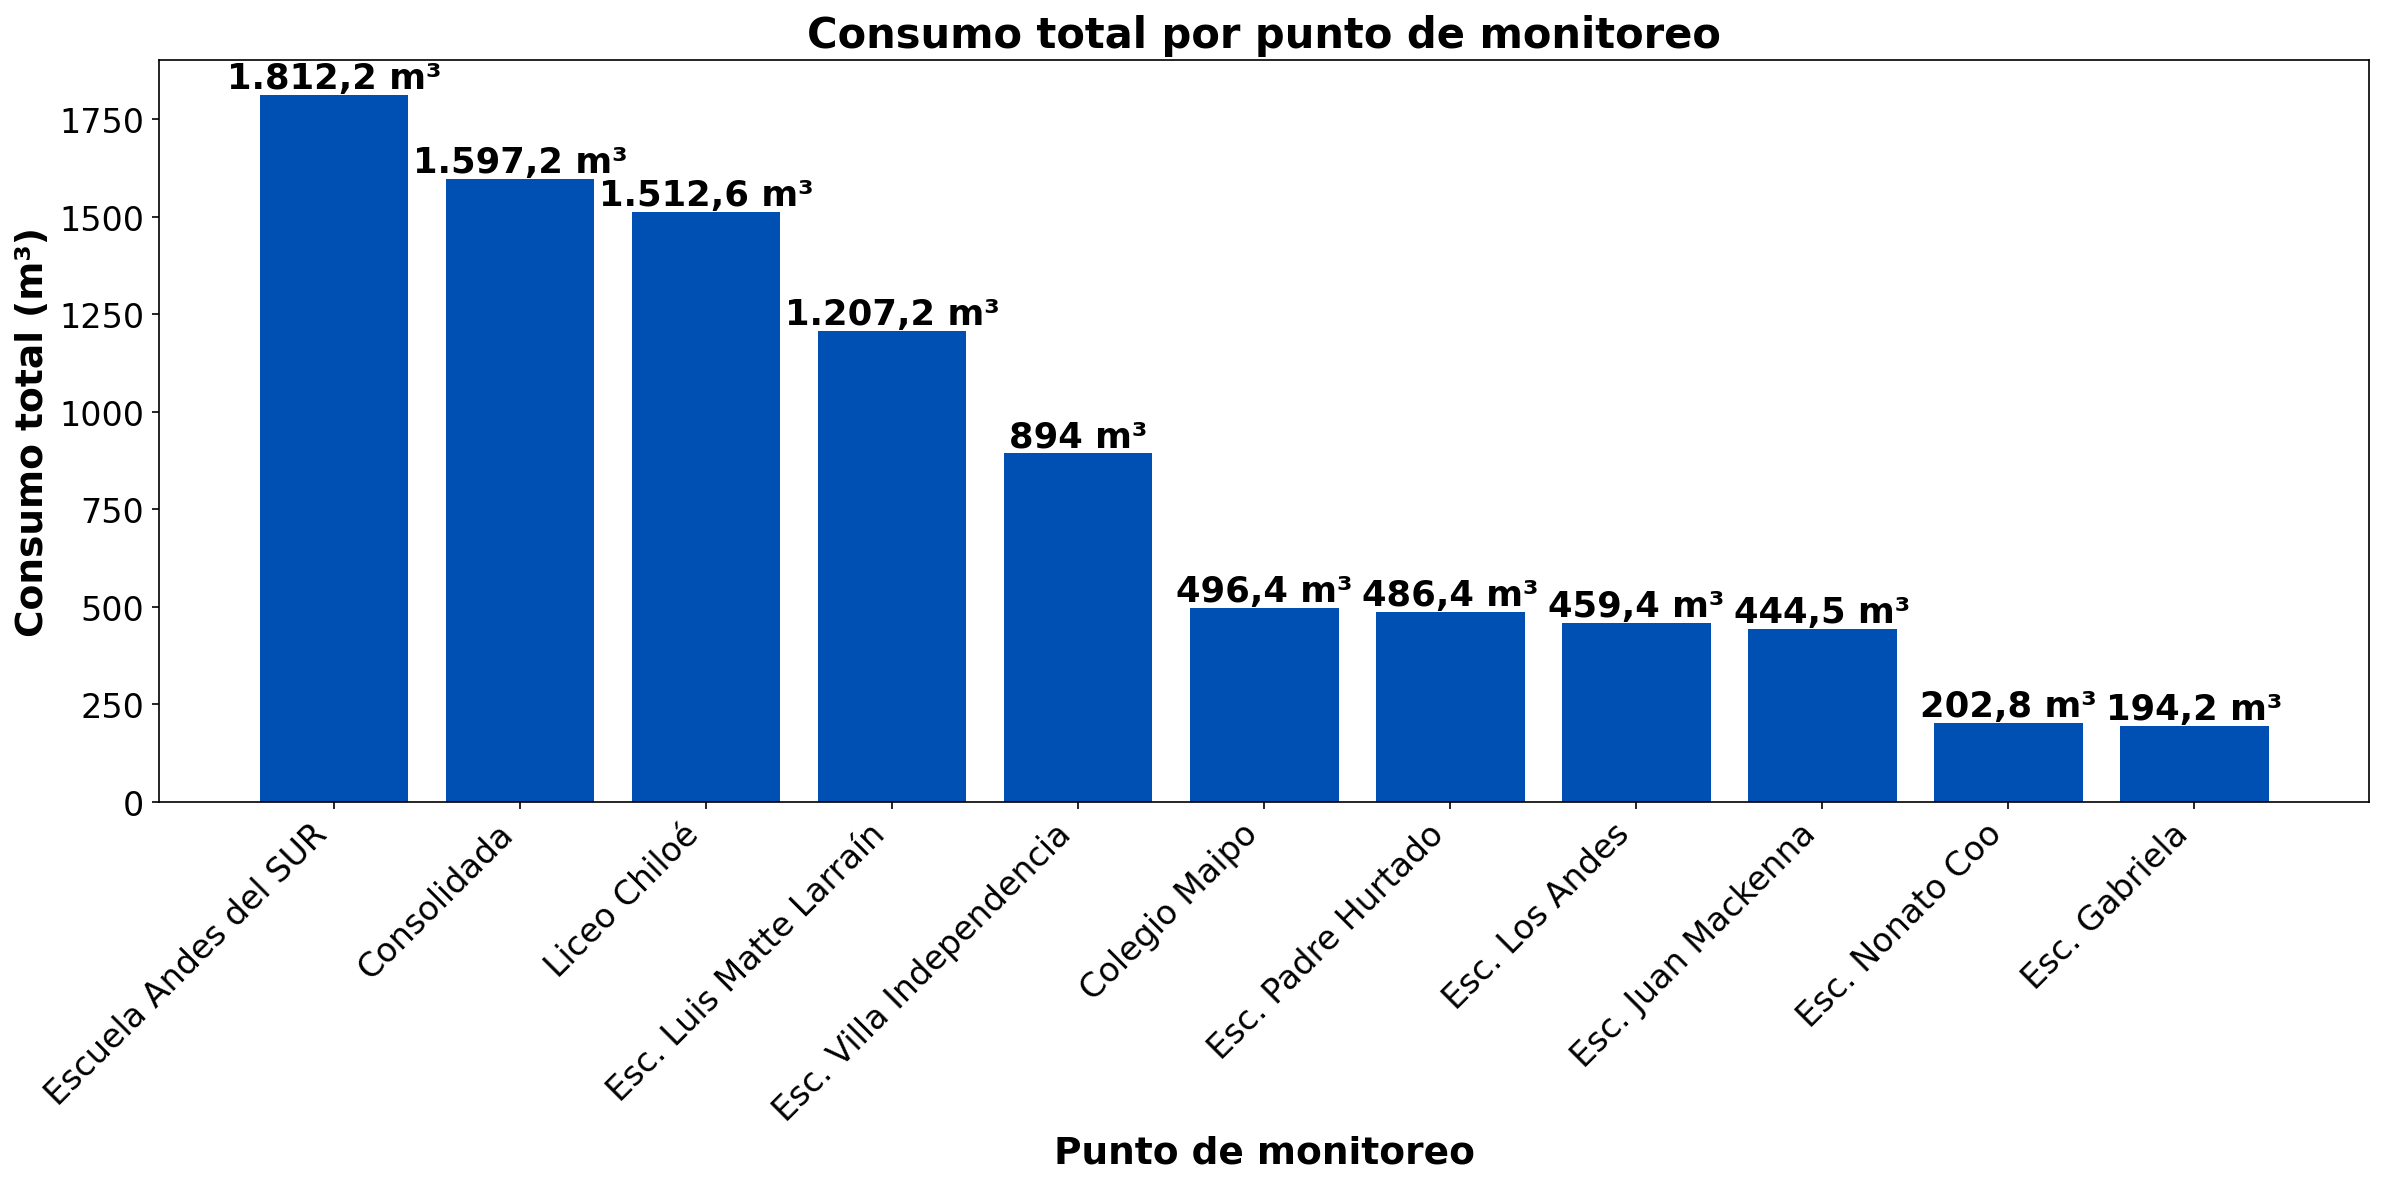 Consumo total por punto de monitoreo
Consumo total (m³)
1750
1500
1250
1000
750
500
250
0
1.812,2 m³
1.597,2 m³
1.512,6 m³
1.207,2 m³
894 m³
496,4 m³
486,4 m³
459,4 m³
444,5 m³
202,8 m³
194,2 m³
Escuela Andes del SUR
Consolidada
Liceo Chiloé
Esc. Luis Matte Larraín
Esc. Villa Independencia
Colegio Maipo
Esc. Padre Hurtado
Esc. Los Andes
Esc. Juan Mackenna
Esc. Nonato Coo
Esc. Gabriela
Punto de monitoreo